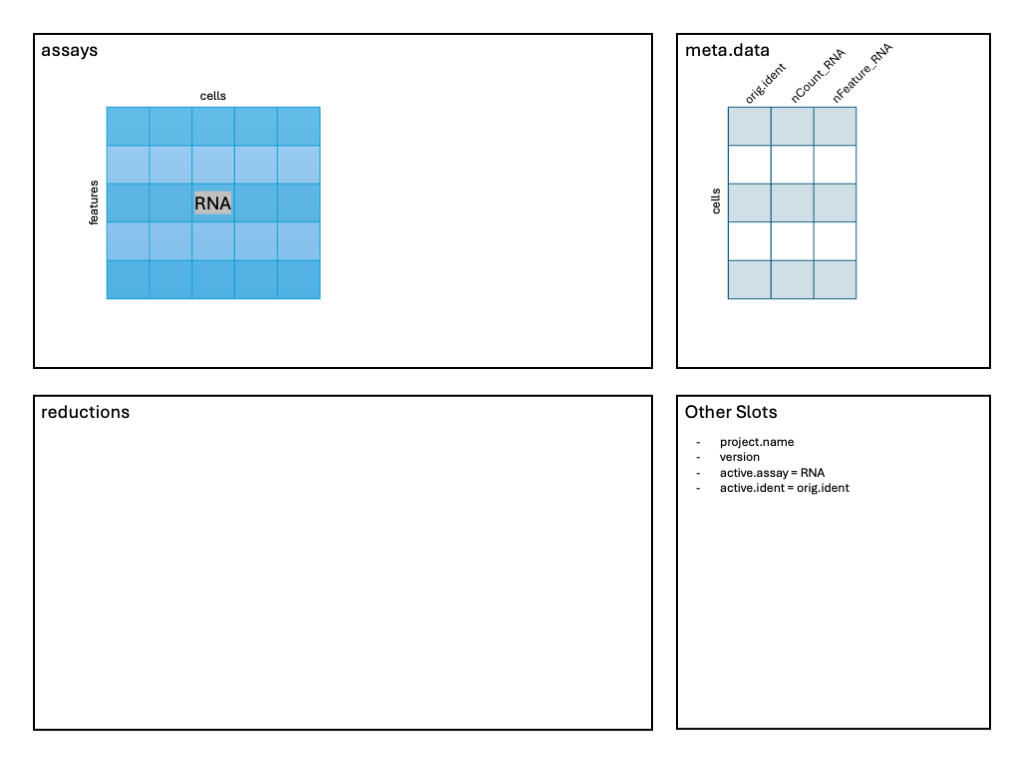 assays
cells
features
RNA
meta.data
orig.ident
nCount_RNA
nFeature_RNA
cells
reductions
Other Slots
- project.name
- version
- active.assay = RNA
- active.ident = orig.ident